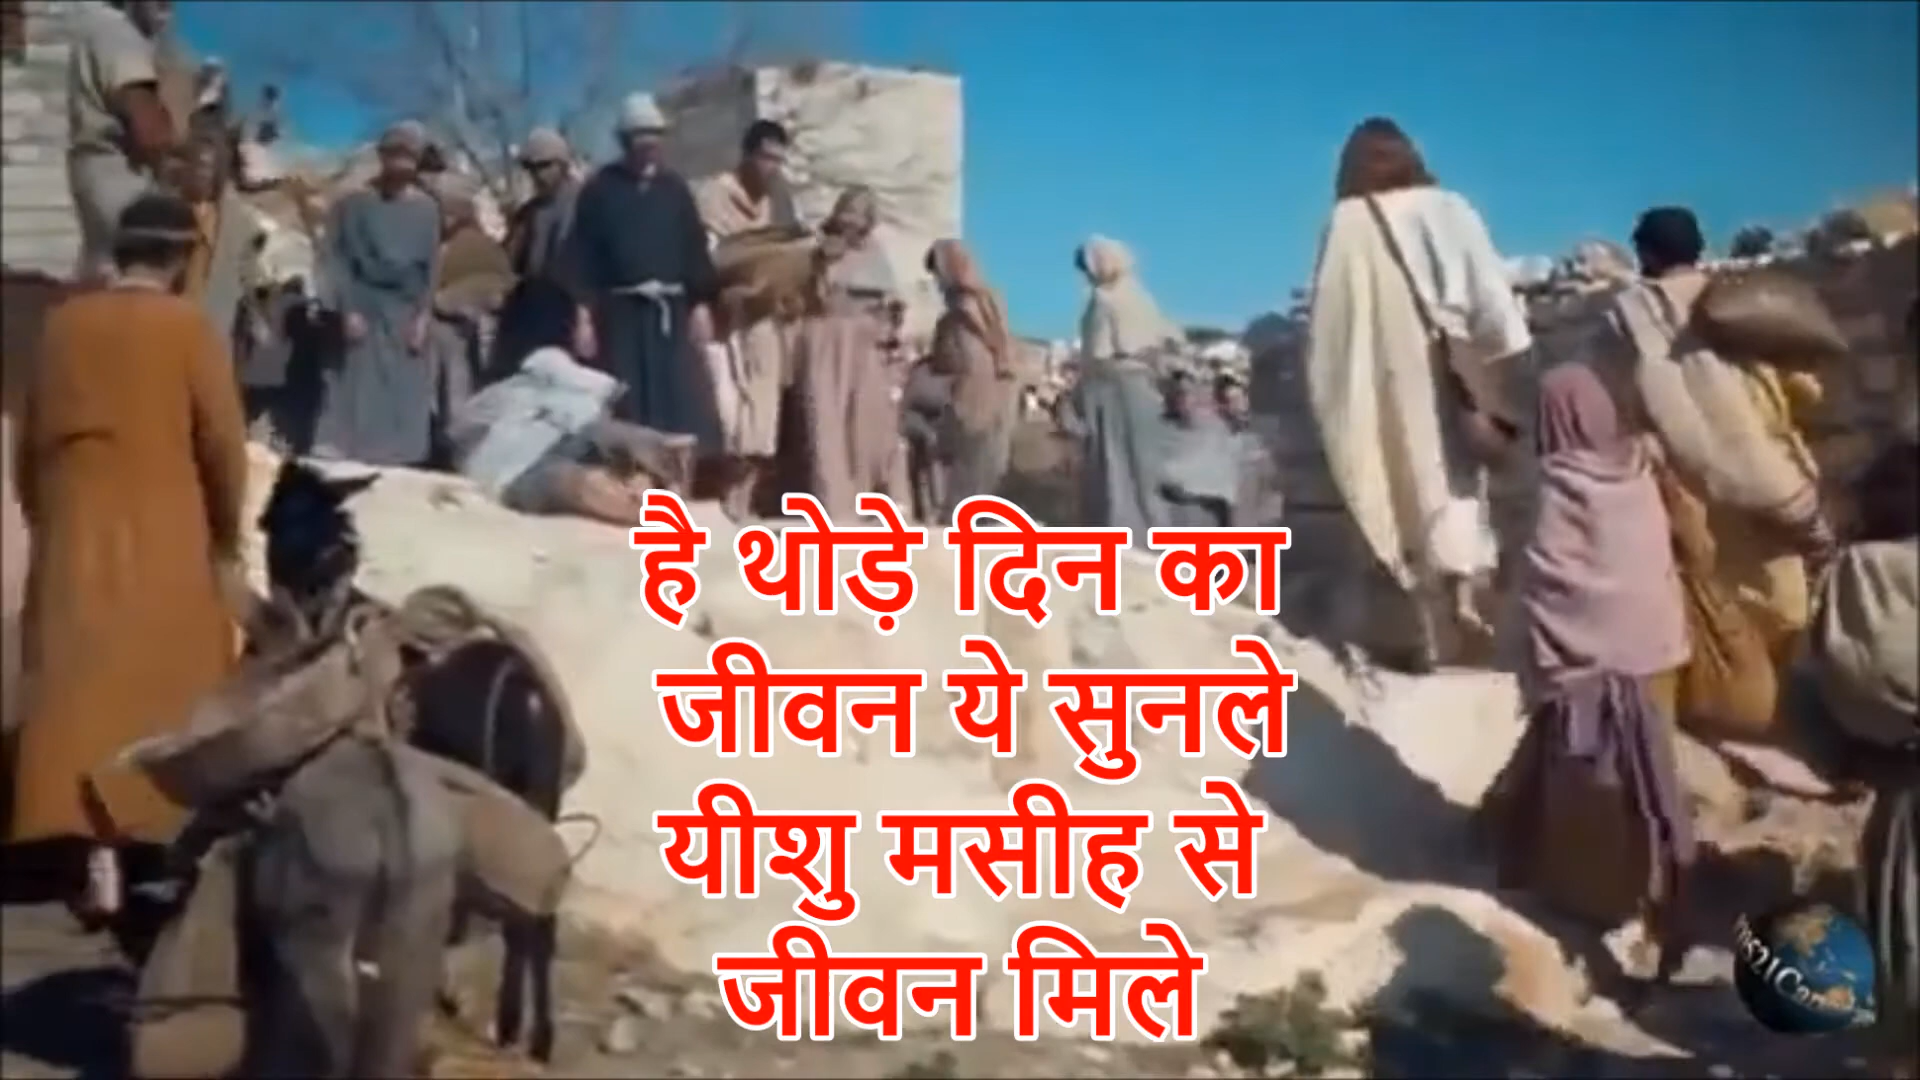 है थोड़े दिन का
जीवन ये सुनले
यीशु मसीह से
जीवन मिले